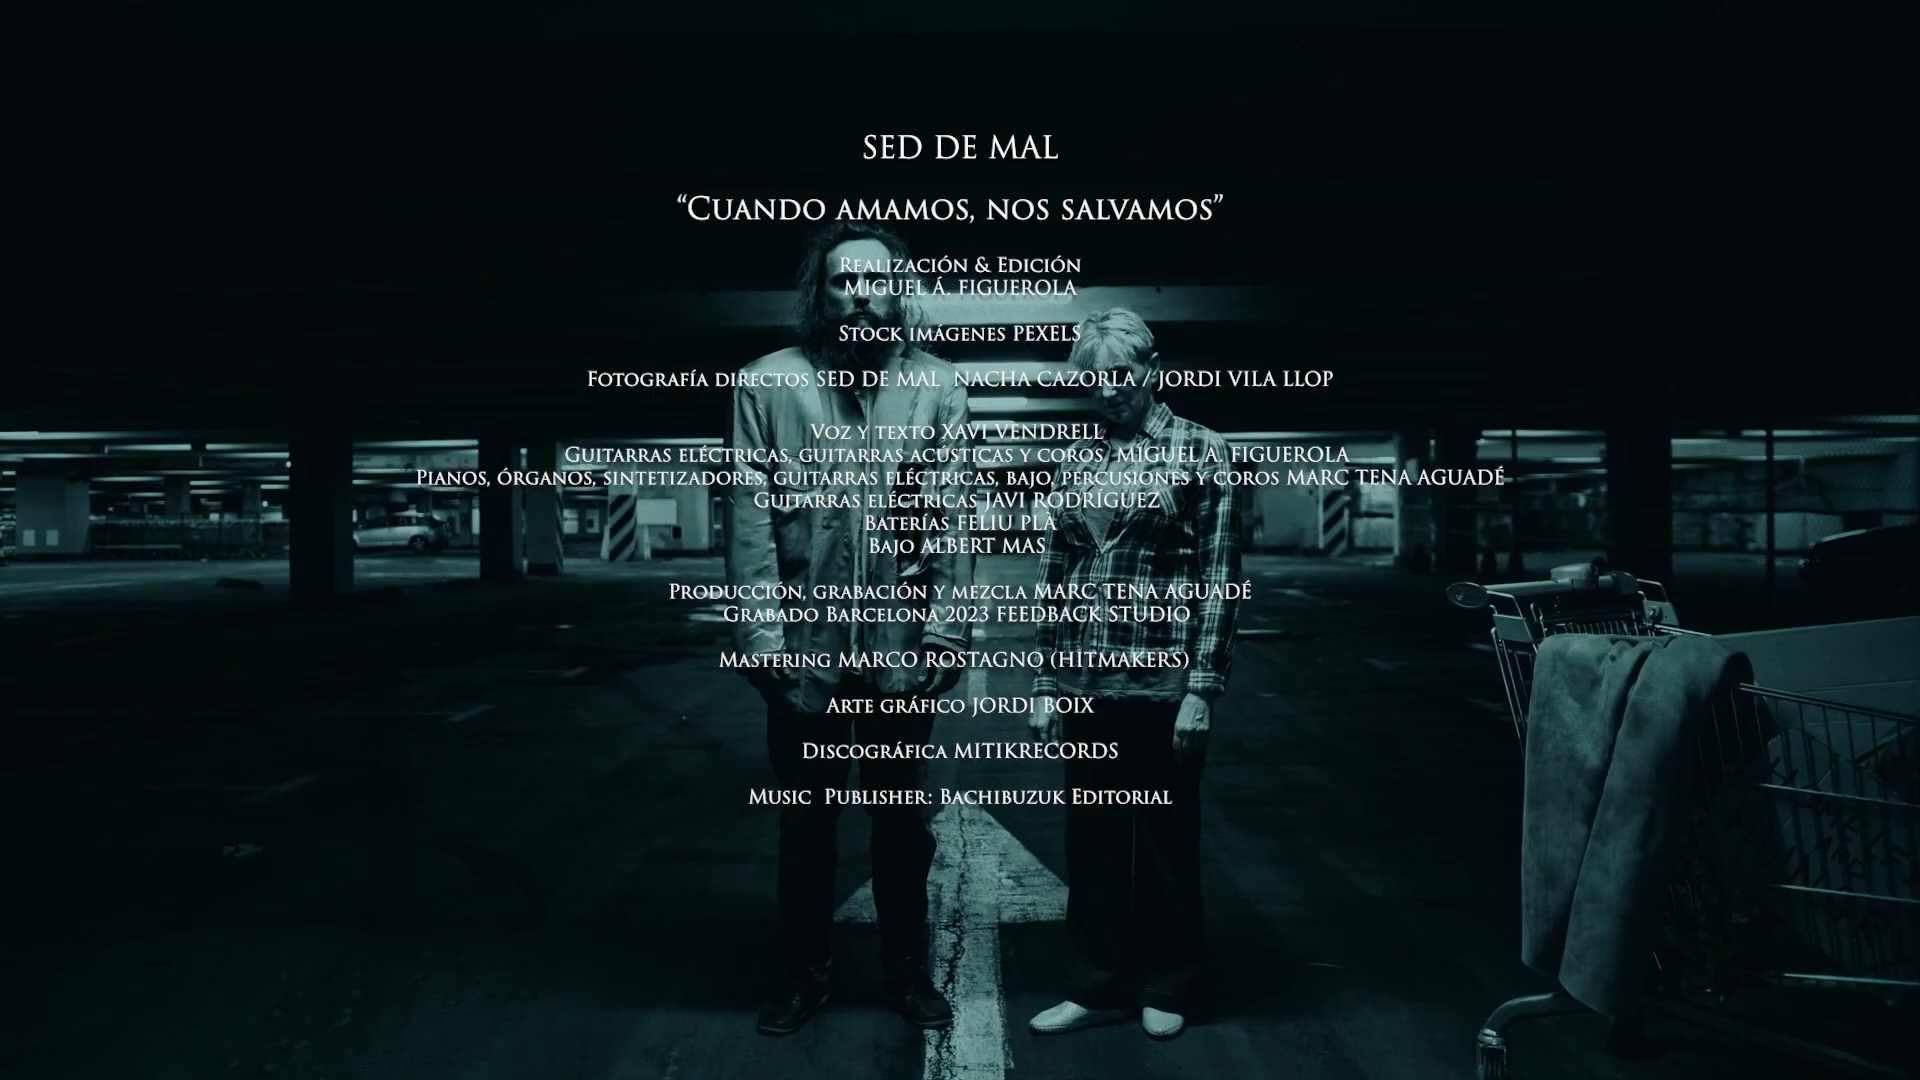 SED DE MAL
“Cuando amamos, nos salvamos”
Realización & Edición
MIGUEL Á. FIGUEROLA
Stock imágenes PEXELS
Fotografía directos SED DE MAL NACHA CAZORLA / JORDI VILA LLOP
Voz y texto XAVI VENDRELL
Guitarras eléctricas, guitarras acústicas y coros MIGUEL A. FIGUEROLA
Pianos, órganos, sintetizadores, guitarras eléctricas, bajo, percusiones y coros MARC TENA AGUADÉ
Guitarras eléctricas JAVI RODRÍGUEZ
Baterías FELIU PLÀ
Bajo ALBERT MAS
Producción, grabación y mezcla MARC TENA AGUADÉ
Grabado Barcelona 2023 FEEDBACK STUDIO
Mastering MARCO ROSTAGNO (HITMAKERS)
Arte gráfico JORDI BOIX
Discográfica MITIKRECORDS
Music Publisher: Bachibuzuk Editorial